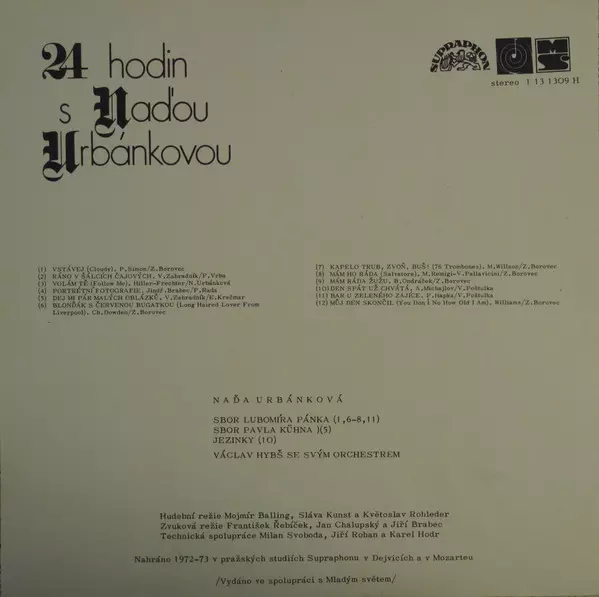 24 hodin
s Naďou
Urbánkovou
SUPRAPHON
MS
stereo 1 13 1309 H
(1) VSTÁVEJ (Cloude), P. Simon/Z. Borovec
(2) RÁNO V ŠÁLCÍCH ČAJOVÝCH, V. Zahradník/P. Vrba
(3) VOLÁM TĚ (Follow Me), Hiller-Frechter/N. Urbánková
(4) PORTRÉTNÍ FOTOGRAFIE, Jindř. Brabec/P. Rada
(5) DEJ MI PÁR MALÝCH OBLÁZKŮ, V. Zahradník/E. Krečmar
(6) BLONĎÁK S ČERVENOU BUGATKOU (Long Haired Lover From
Liverpool), Ch. Dowden/Z. Borovec
(7) KAPELO TRUB, ZVOŇ, BUŠ! (76 Trombones), M. Willson/Z. Borovec
(8) MÁM HO RÁDA (Salvatore), M. Remigi-V. Pallavicini/Z. Borovec
(9) MÁM RÁDA ŽUŽU, B. Ondráček/Z. Borovec
(10) DEN SPÁT UŽ CHVÁTÁ, A. Michajlov/V. Poštulka
(11) BAR U ZELENÉHO ZAJÍCE, P. Hapka/V. Poštulka
(12) MŮJ DEN SKONČIL (You Don I No How Old I Am), Williams/Z. Borovec
NAĎA URBÁNKOVÁ
SBOR LUBOMÍRA PÁNKA (1,6-8,11)
SBOR PAVLA KÜHNA )(5)
JEZINKY (10)
VÁCLAV HYBŠ SE SVÝM ORCHESTREM
Hudební režie Mojmír Balling, Sláva Kunst a Květoslav Rohleder
Zvuková režie František Řebíček, Jan Chalupský a Jiří Brabec
Technická spolupráce Milan Svoboda, Jiří Rohan a Karel Hodr
Nahráno 1972-73 v pražských studiích Supraphonu v Dejvicích a v Mozarteu
/Vydáno ve spolupráci s Mladým světem/